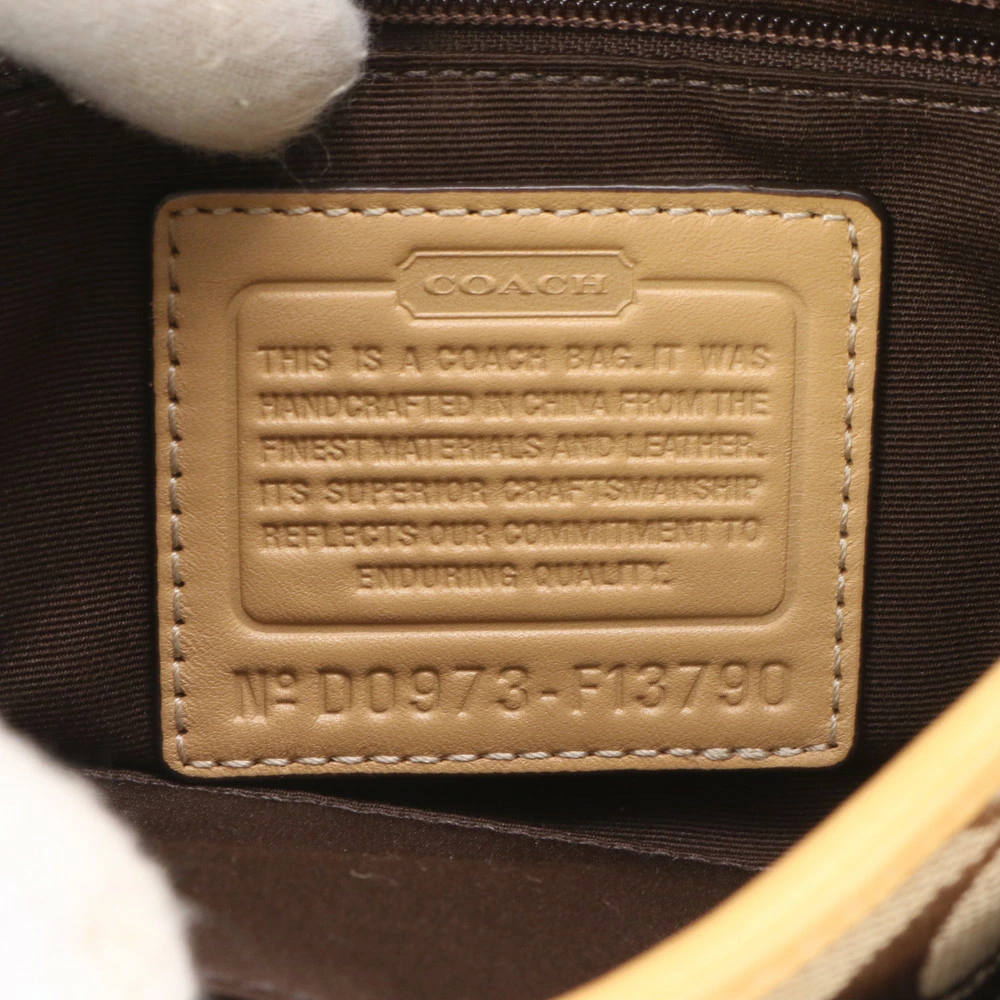 COACH
THIS IS A COACH BAG. IT WAS
HANDCRAFTED IN CHINA FROM THE
FINEST MATERIALS AND LEATHER.
ITS SUPERIOR CRAFTSMANSHIP
REFLECTS OUR COMMITMENT TO
ENDURING QUALITY.
Nº D0973-F13790